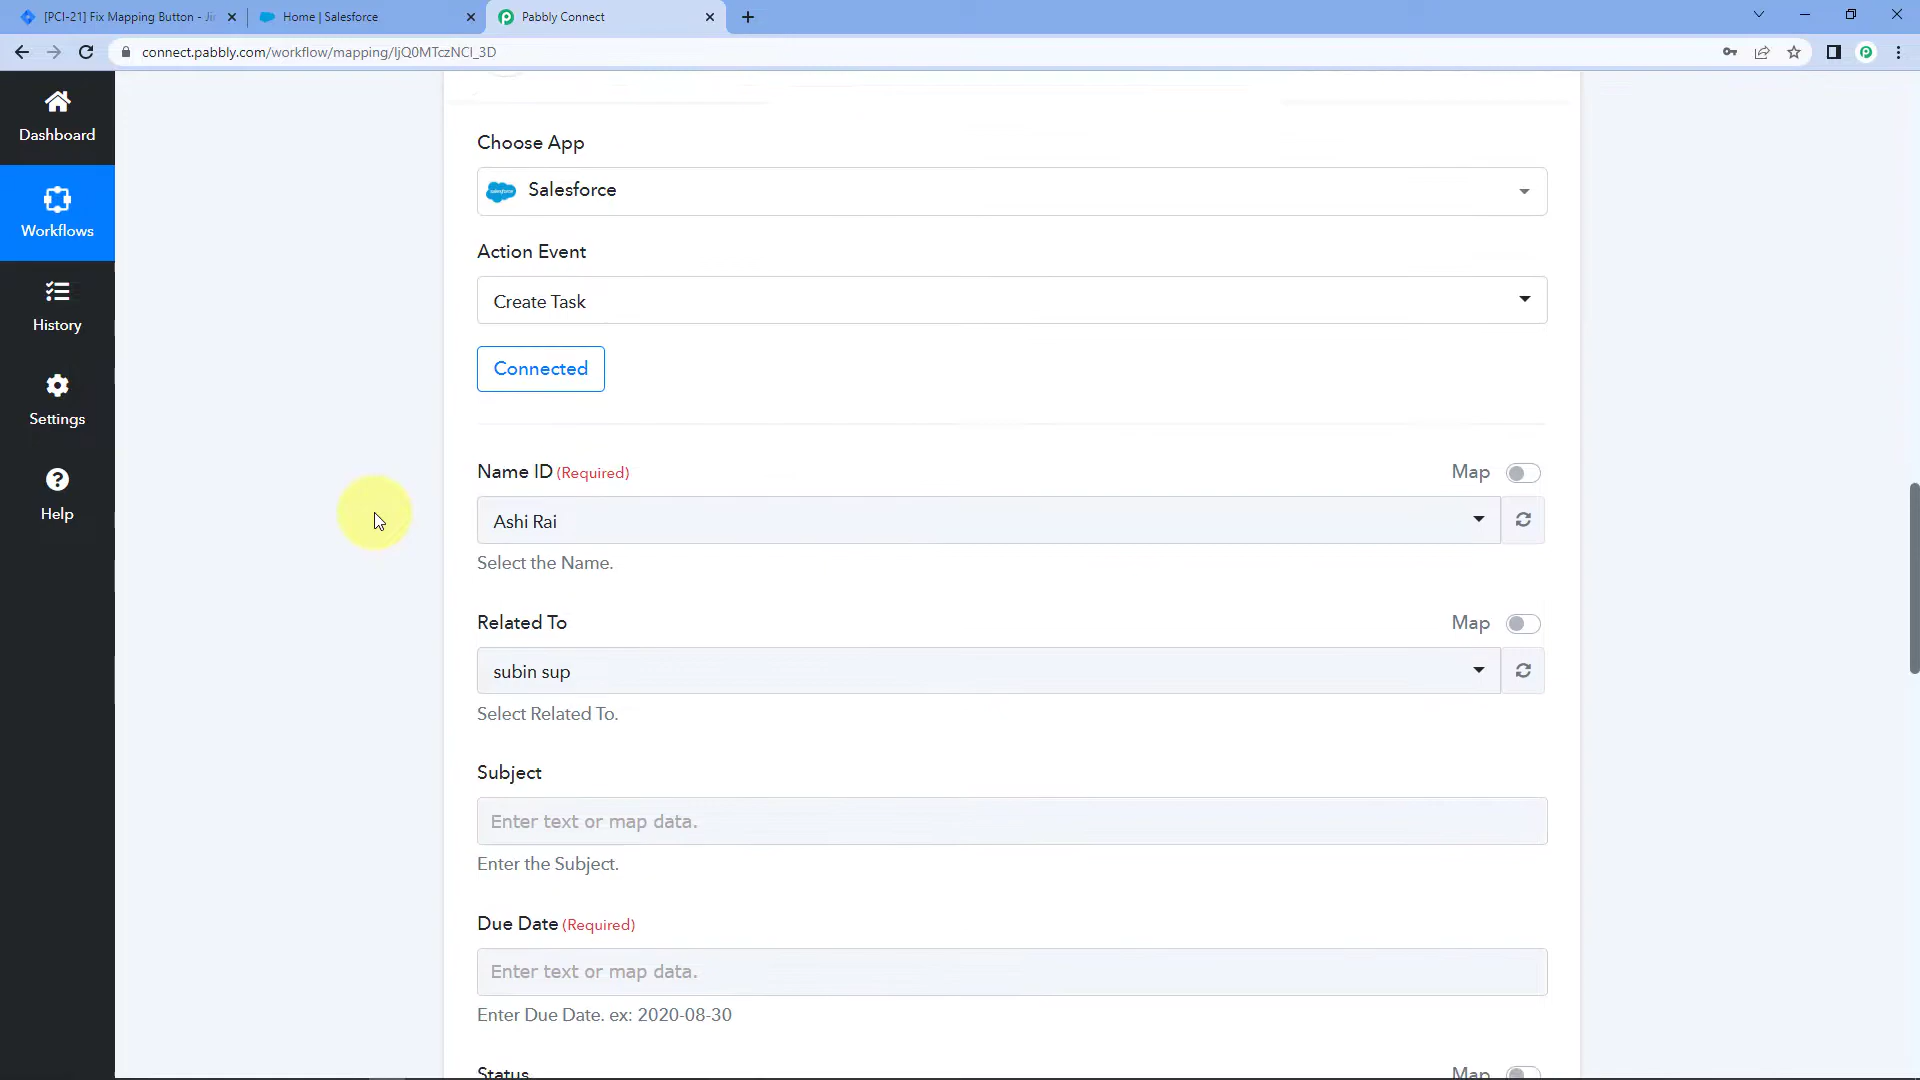 [PCI-21] Fix Mapping Button - Ji
Home | Salesforce
Pabbly Connect
connect.pabbly.com/workflow/mapping/IjQ0MTczNCI_3D
Dashboard
Workflows
History
Settings
Help
Choose App
salesforce
Salesforce
Action Event
Create Task
Connected
Name ID (Required)
Map
Ashi Rai
Select the Name.
Related To
Map
subin sup
Select Related To.
Subject
Enter text or map data.
Enter the Subject.
Due Date (Required)
Enter text or map data.
Enter Due Date. ex: 2020-08-30
Status
Map